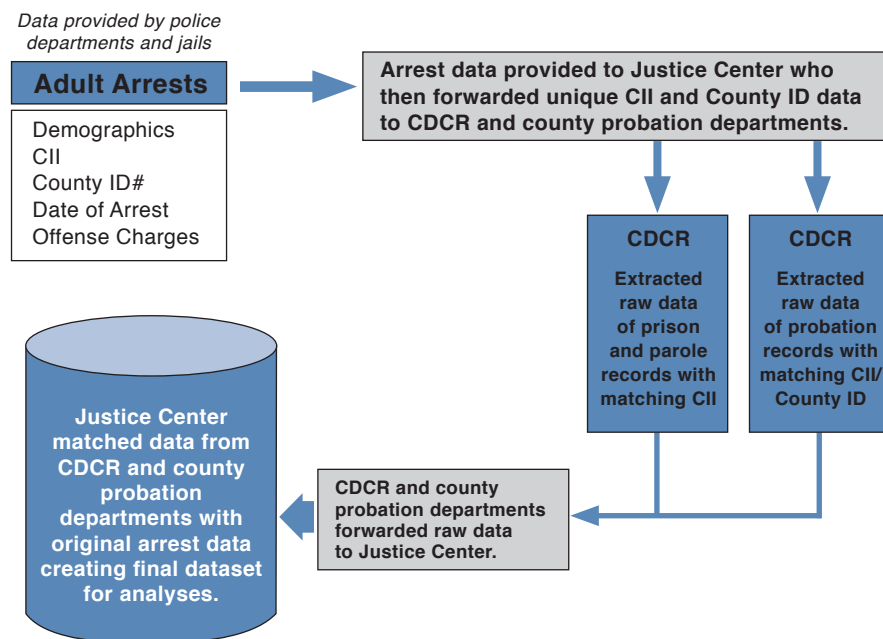 Data provided by police
departments and jails
Adult Arrests
Demographics
CII
County ID#
Date of Arrest
Offense Charges
Arrest data provided to Justice Center who
then forwarded unique CII and County ID data
to CDCR and county probation departments.
CDCR
Extracted
raw data
of prison
and parole
records with
matching CII
CDCR
Extracted
raw data
of probation
records with
matching CII/
County ID
CDCR and county
probation departments
forwarded raw data
to Justice Center.
Justice Center
matched data from
CDCR and county
probation
departments with
original arrest data
creating final dataset
for analyses.